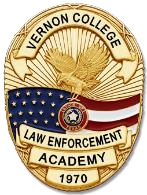 VERNON COLLEGE
LAW ENFORCEMENT
ACADEMY
1970